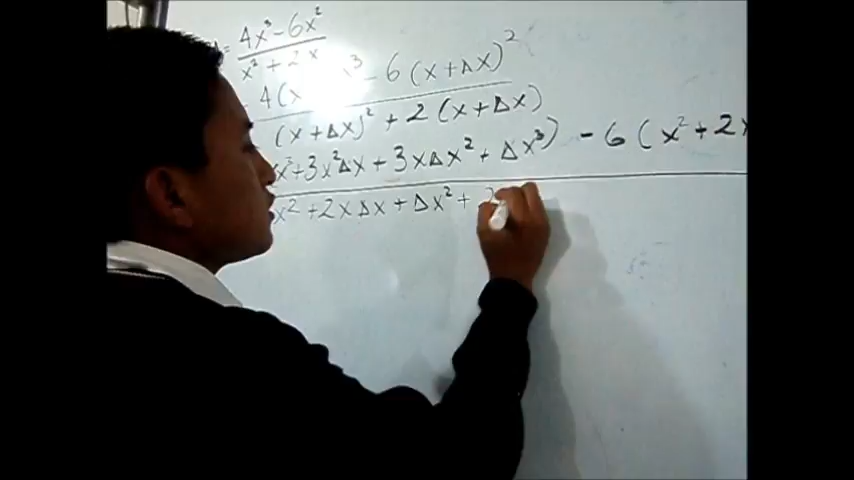 = 4x³ - 6x² / x² + 2x
4(x ³ - 6(x+Δx)²
(x+Δx)² + 2(x+Δx)
x³+3x²Δx + 3xΔx² + Δx³) - 6(x²+2x
x² + 2xΔx + Δx² + 2